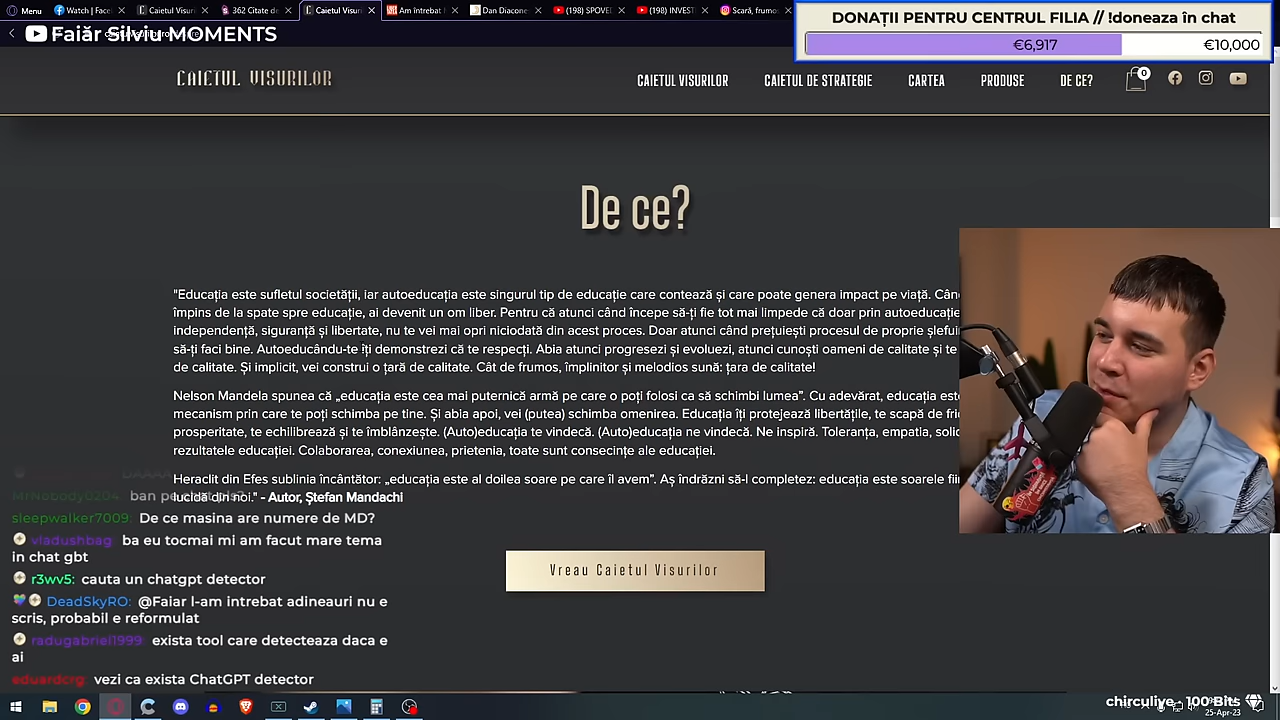 Menu
Watch | Facel
Caietul Visuri
362 Citate de
Caietul Visuri
Am întrebat l
Dan Diacone
(198) SPOVED
(198) INVEST
Scară, frumos
Faiăr Silviu MOMENTS
DONAȚII PENTRU CENTRUL FILIA // !doneaza în chat
€6,917
€10,000
CAIETUL VISURILOR
CAIETUL VISURILOR
CAIETUL DE STRATEGIE
CARTEA
PRODUSE
DE CE?
0
De ce?
"Educația este sufletul societății, iar autoeducația este singurul tip de educație care contează și care poate genera impact pe viață. Când
împins de la spate spre educație, ai devenit un om liber. Pentru că atunci când începe să-ți fie tot mai limpede că doar prin autoeducație
independență, siguranță și libertate, nu te vei mai opri niciodată din acest proces. Doar atunci când prețuiești procesul de proprie șlefui
să-ți faci bine. Autoeducându-te îți demonstrezi că te respecți. Abia atunci progresezi și evoluezi, atunci cunoști oameni de calitate și te
de calitate. Și implicit, vei construi o țară de calitate. Cât de frumos, împlinitor și melodios sună: țara de calitate!
Nelson Mandela spunea că „educația este cea mai puternică armă pe care o poți folosi ca să schimbi lumea”. Cu adevărat, educația este
mecanism prin care te poți schimba pe tine. Și abia apoi, vei (putea) schimba omenirea. Educația îți protejează libertățile, te scapă de fri
prosperitate, te echilibrează și te îmblânzește. (Auto)educația te vindecă. (Auto)educația ne vindecă. Ne inspiră. Toleranța, empatia, solid
rezultatele educației. Colaborarea, conexiunea, prietenia, toate sunt consecințe ale educației.
Heraclit din Efes sublinia încântător: „educația este al doilea soare pe care îl avem”. Aș îndrăzni să-l completez: educația este soarele fiin
- Autor, Ștefan Mandachi
MrNobody0204: ban pe
sleepwalker7009: De ce masina are numere de MD?
vladushbag: ba eu tocmai mi am facut mare tema
in chat gbt
r3wv5: cauta un chatgpt detector
DeadSkyRO: @Faiar l-am intrebat adineauri nu e
scris, probabil e reformulat
radugabriel1999: exista tool care detecteaza daca e
ai
eduardcrg: vezi ca exista ChatGPT detector
Vreau Caietul Visurilor
chirculive - 100 Bits
25-Apr-23